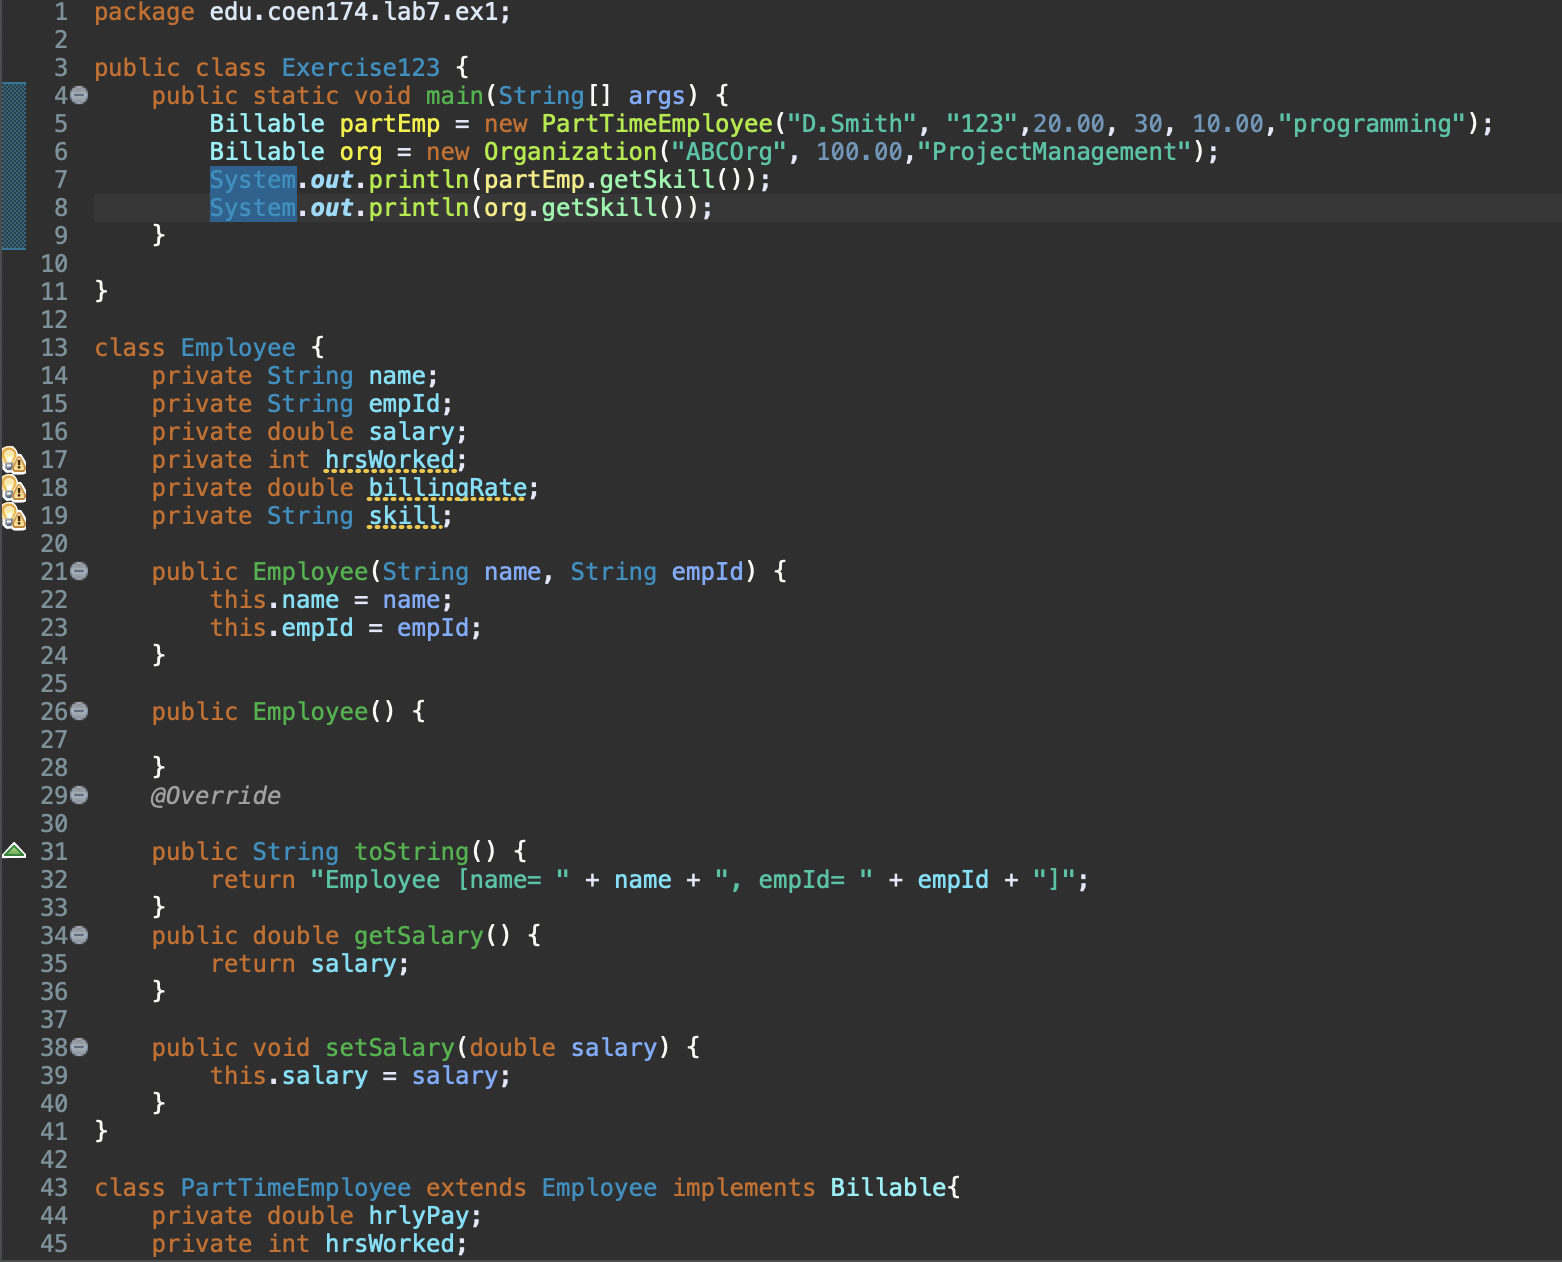 1 package edu.coen174.lab7.ex1;
2
3 public class Exercise123 {
4 public static void main(String[] args) {
5 Billable partEmp = new PartTimeEmployee("D.Smith", "123",20.00, 30, 10.00,"programming");
6 Billable org = new Organization("ABCOrg", 100.00,"ProjectManagement");
7 System.out.println(partEmp.getSkill());
8 System.out.println(org.getSkill());
9 }
10
11 }
12
13 class Employee {
14 private String name;
15 private String empId;
16 private double salary;
17 private int hrsWorked;
18 private double billingRate;
19 private String skill;
20
21 public Employee(String name, String empId) {
22 this.name = name;
23 this.empId = empId;
24 }
25
26 public Employee() {
27
28 }
29 @Override
30
31 public String toString() {
32 return "Employee [name= " + name + ", empId= " + empId + "]";
33 }
34 public double getSalary() {
35 return salary;
36 }
37
38 public void setSalary(double salary) {
39 this.salary = salary;
40 }
41 }
42
43 class PartTimeEmployee extends Employee implements Billable{
44 private double hrlyPay;
45 private int hrsWorked;